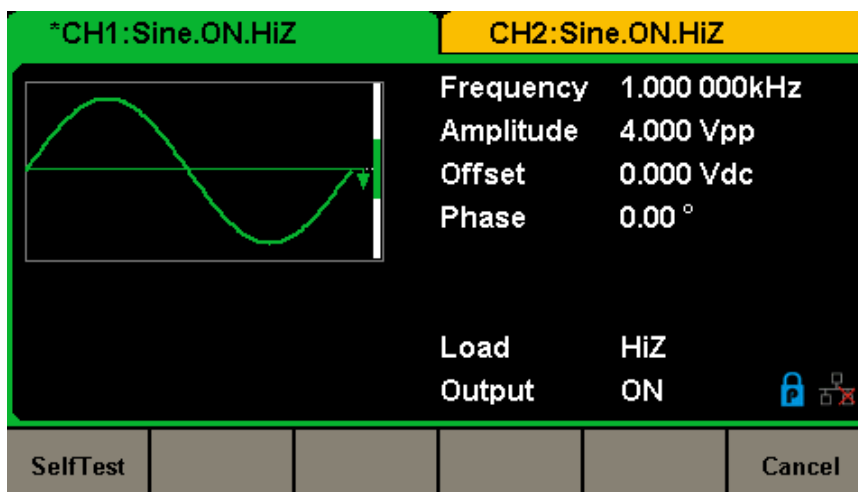 *CH1:Sine.ON.HiZ
CH2:Sine.ON.HiZ
Frequency 1.000 000kHz
Amplitude 4.000 Vpp
Offset 0.000 Vdc
Phase 0.00 °
Load HiZ
Output ON
P
SelfTest
Cancel